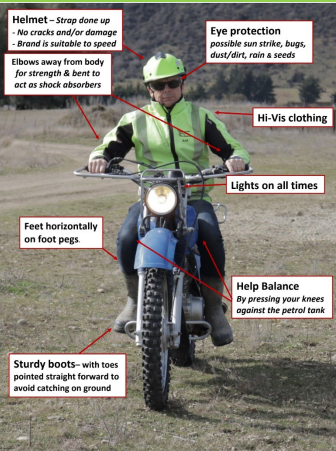 Helmet – Strap done up
- No cracks and/or damage
- Brand is suitable to speed
Eye protection
possible sun strike, bugs,
dust/dirt, rain & seeds
Elbows away from body
for strength & bent to
act as shock absorbers
Hi-Vis clothing
Lights on all times
Feet horizontally
on foot pegs.
Help Balance
By pressing your knees
against the petrol tank
Sturdy boots– with toes
pointed straight forward to
avoid catching on ground